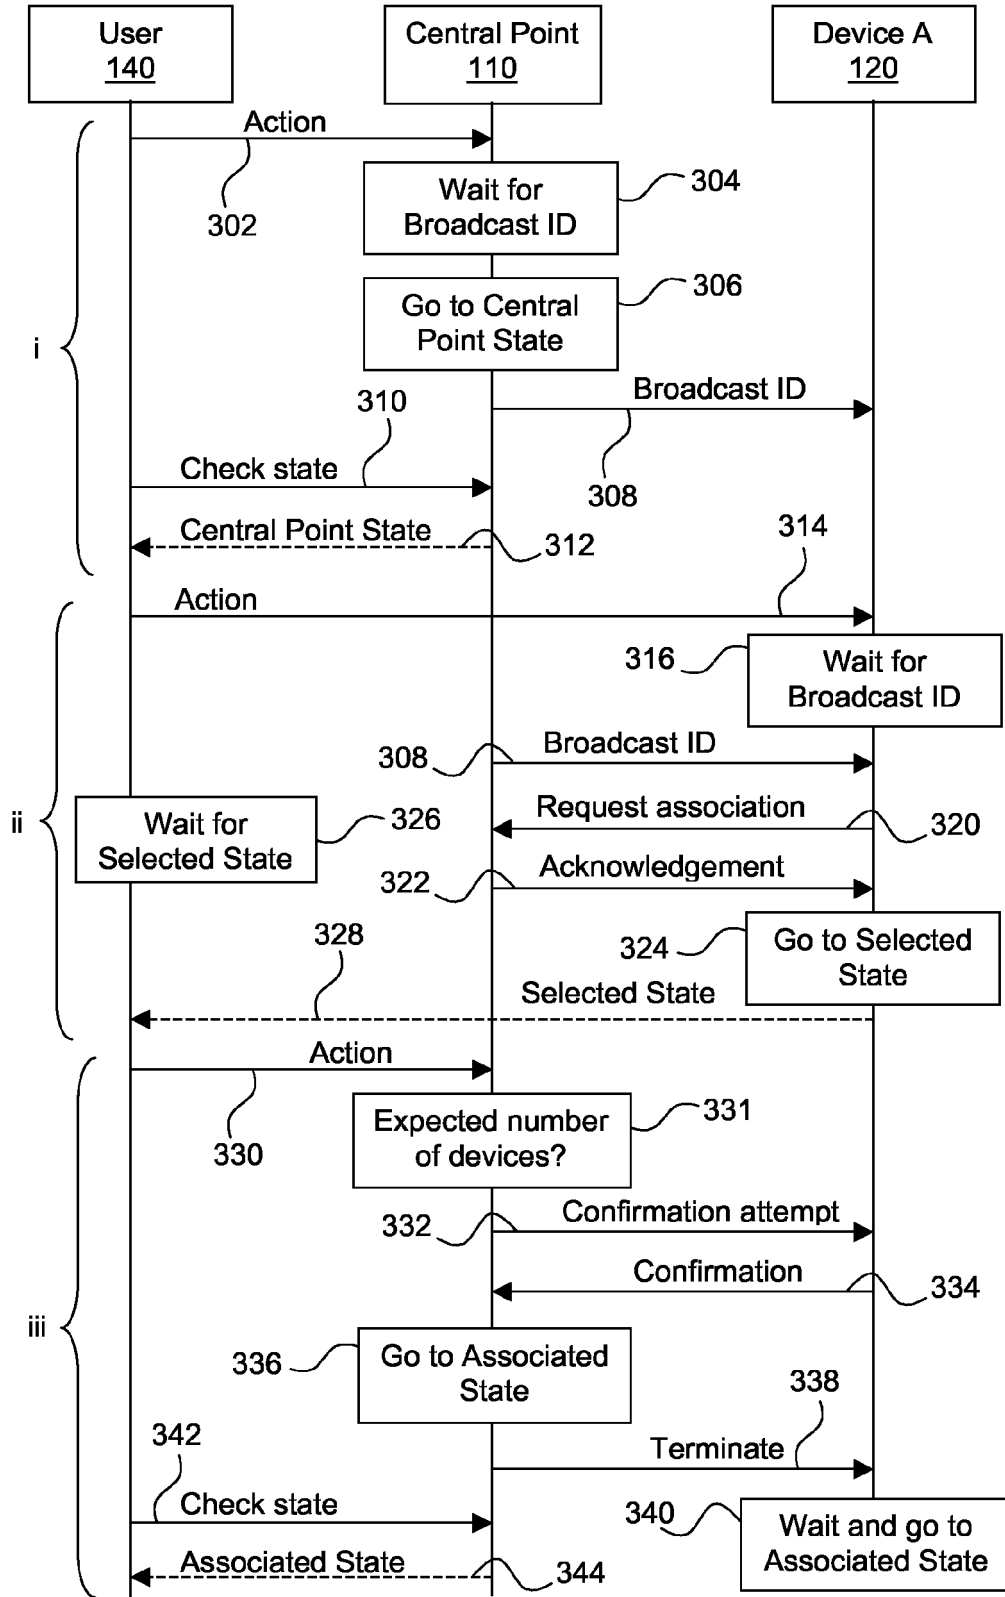 User
140
Central Point
110
Device A
120
Action
302
Wait for
Broadcast ID
304
Go to Central
Point State
306
i
Broadcast ID
308
310
Check state
Central Point State
312
314
Action
316
Wait for
Broadcast ID
308
Broadcast ID
ii
Wait for
Selected State
326
Request association
320
322
Acknowledgement
324
Go to Selected
State
328
Selected State
Action
330
Expected number
of devices?
331
332
Confirmation attempt
Confirmation
334
iii
336
Go to Associated
State
338
Terminate
342
Check state
340
Wait and go to
Associated State
Associated State
344